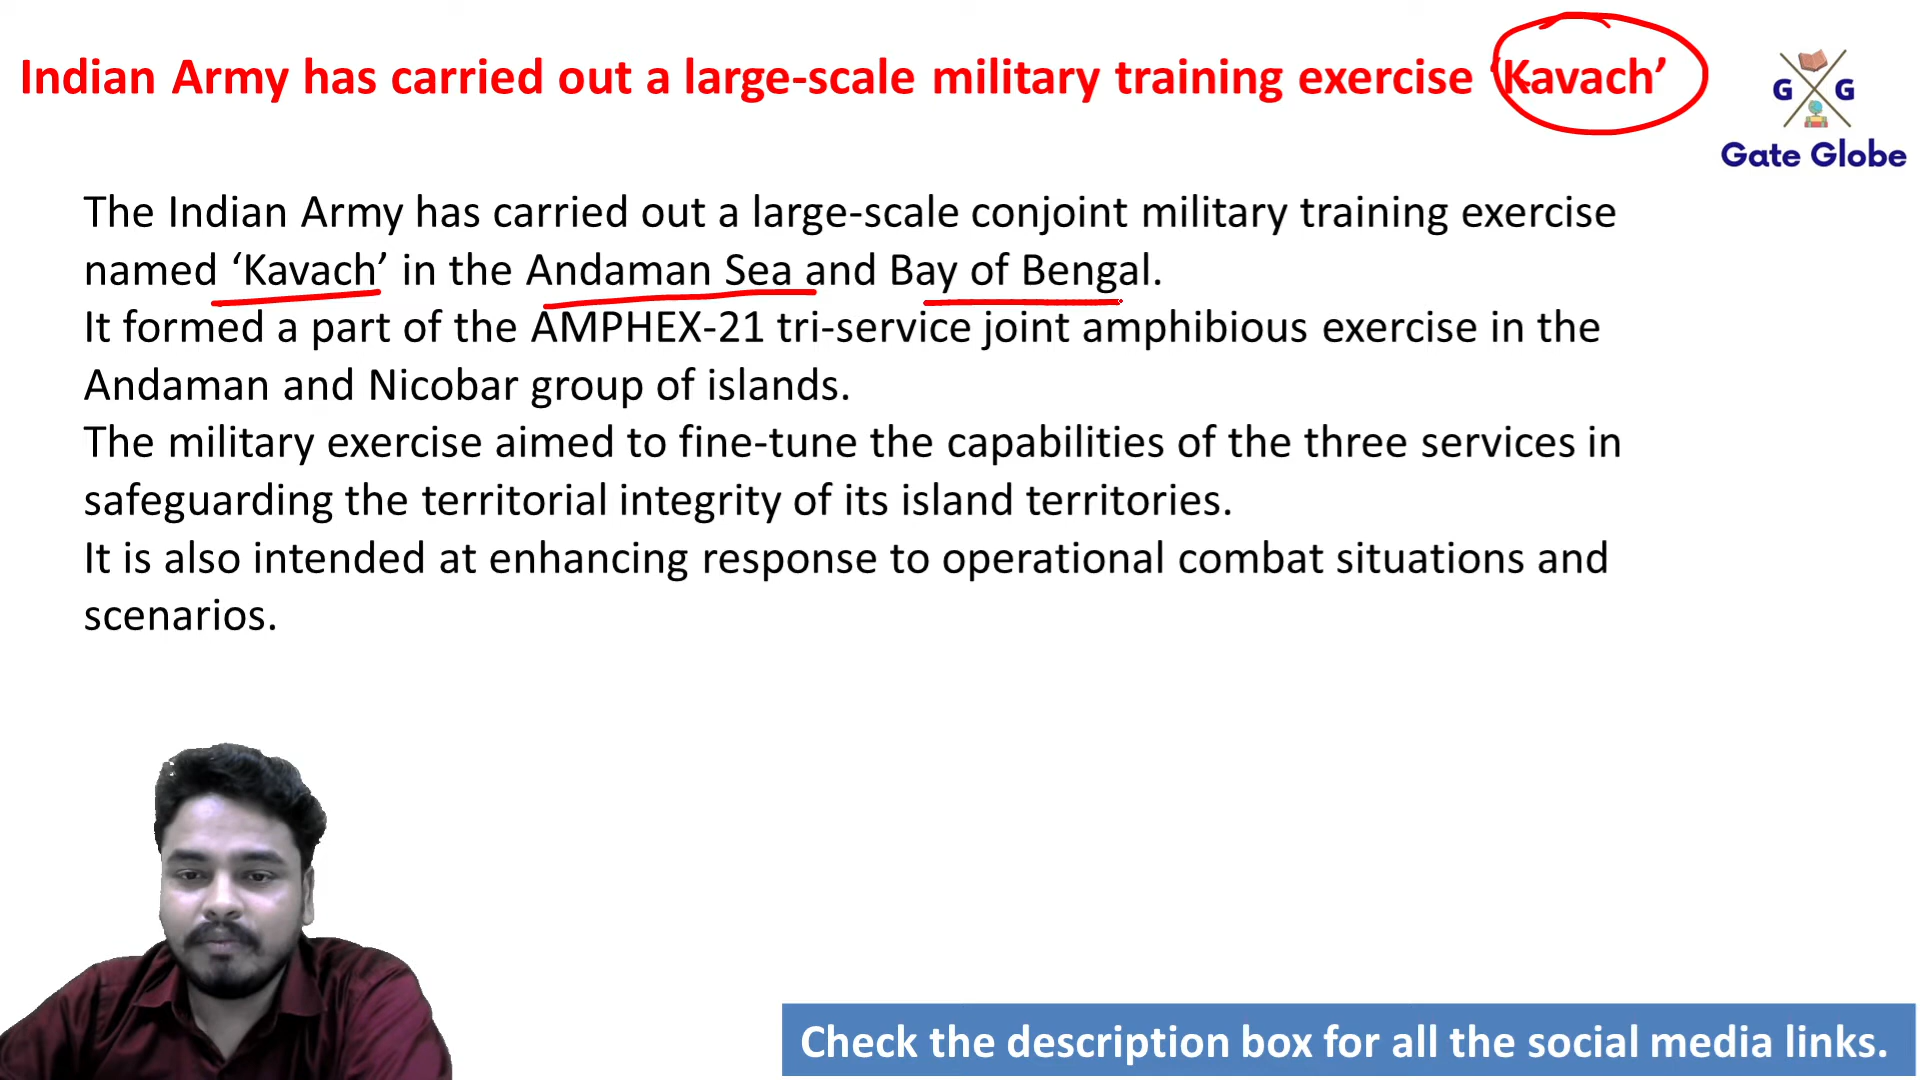 Indian Army has carried out a large-scale military training exercise ‘Kavach’
G G
Gate Globe
The Indian Army has carried out a large-scale conjoint military training exercise
named ‘Kavach’ in the Andaman Sea and Bay of Bengal.
It formed a part of the AMPHEX-21 tri-service joint amphibious exercise in the
Andaman and Nicobar group of islands.
The military exercise aimed to fine-tune the capabilities of the three services in
safeguarding the territorial integrity of its island territories.
It is also intended at enhancing response to operational combat situations and
scenarios.
Check the description box for all the social media links.